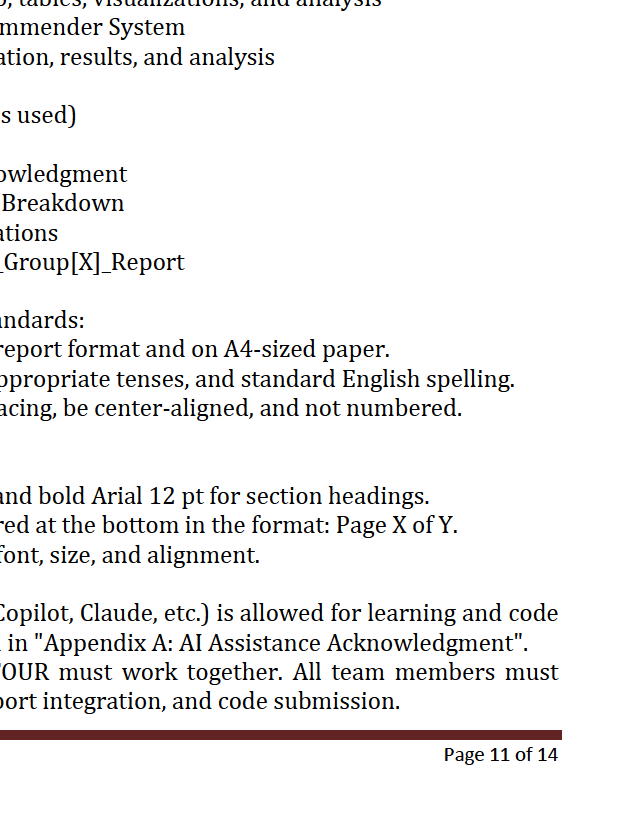 tables, visualizations, and analysis
ommender System
ation, results, and analysis
s used)
owledgment
Breakdown
ations
_Group[X]_Report
andards:
report format and on A4-sized paper.
ppropriate tenses, and standard English spelling.
acing, be center-aligned, and not numbered.
and bold Arial 12 pt for section headings.
red at the bottom in the format: Page X of Y.
font, size, and alignment.
Copilot, Claude, etc.) is allowed for learning and code
in "Appendix A: AI Assistance Acknowledgment".
FOUR must work together. All team members must
port integration, and code submission.
Page 11 of 14